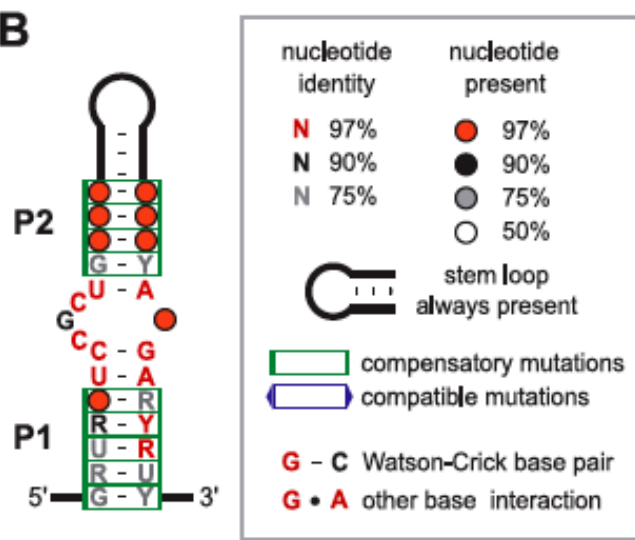 B
P2
G - Y
U - A
C
G
C
C - G
U - A
R
R - Y
U - R
R - U
5' G - Y 3'
P1
nucleotide
identity
N 97%
N 90%
N 75%
nucleotide
present
97%
90%
75%
50%
stem loop
always present
compensatory mutations
compatible mutations
G - C Watson-Crick base pair
G • A other base interaction